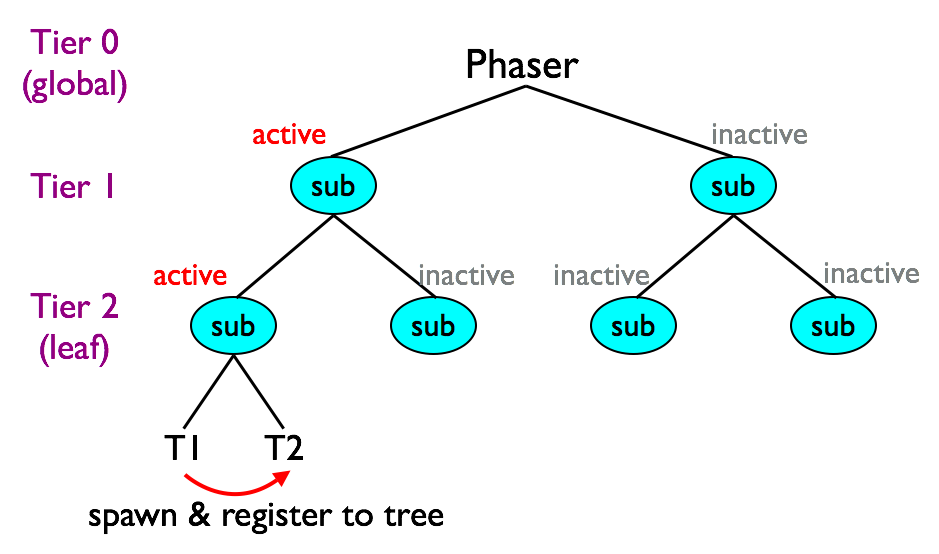 Tier 0
(global)
Phaser
active
inactive
Tier 1
sub
sub
active
inactive
inactive
inactive
Tier 2
(leaf)
sub
sub
sub
sub
T1
T2
spawn & register to tree